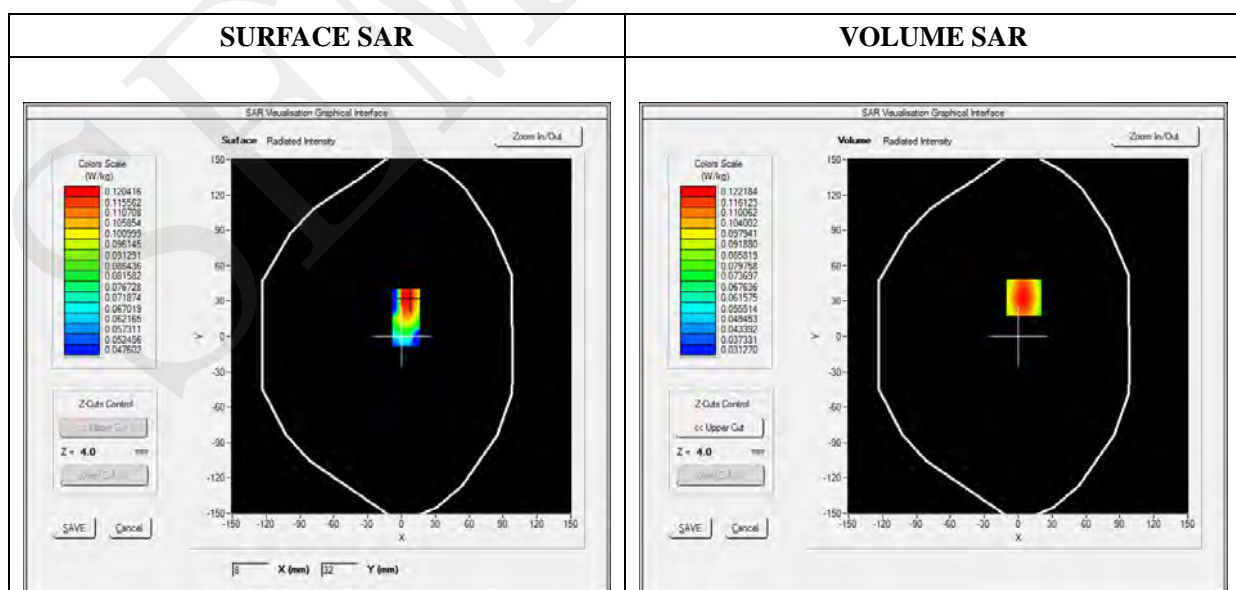 SURFACE SAR
VOLUME SAR
SAR Visualisation Graphical Interface
Surface Radiated Intensity
Zoom In/Out
Colors Scale
(W/kg)
0.120416
0.115562
0.110708
0.105854
0.100999
0.096145
0.091291
0.086436
0.081582
0.076728
0.071874
0.067019
0.062165
0.057311
0.052456
0.047602
Z-Cuts Control
<< Upper Cut
Z = 4.0 mm
SAVE
Cancel
150
120
90
60
30
0
-30
-60
-90
-120
-150
Y
-150 -120 -90 -60 -30 0 30 60 90 120 150
X
8 X (mm) 32 Y (mm)
SAR Visualisation Graphical Interface
Volume Radiated Intensity
Zoom In/Out
Colors Scale
(W/kg)
0.122184
0.116123
0.110062
0.104002
0.097941
0.091880
0.085819
0.079758
0.073697
0.067636
0.061575
0.055514
0.049453
0.043392
0.037331
0.031270
Z-Cuts Control
<< Upper Cut
Z = 4.0 mm
SAVE
Cancel
150
120
90
60
30
0
-30
-60
-90
-120
-150
Y
-150 -120 -90 -60 -30 0 30 60 90 120 150
X